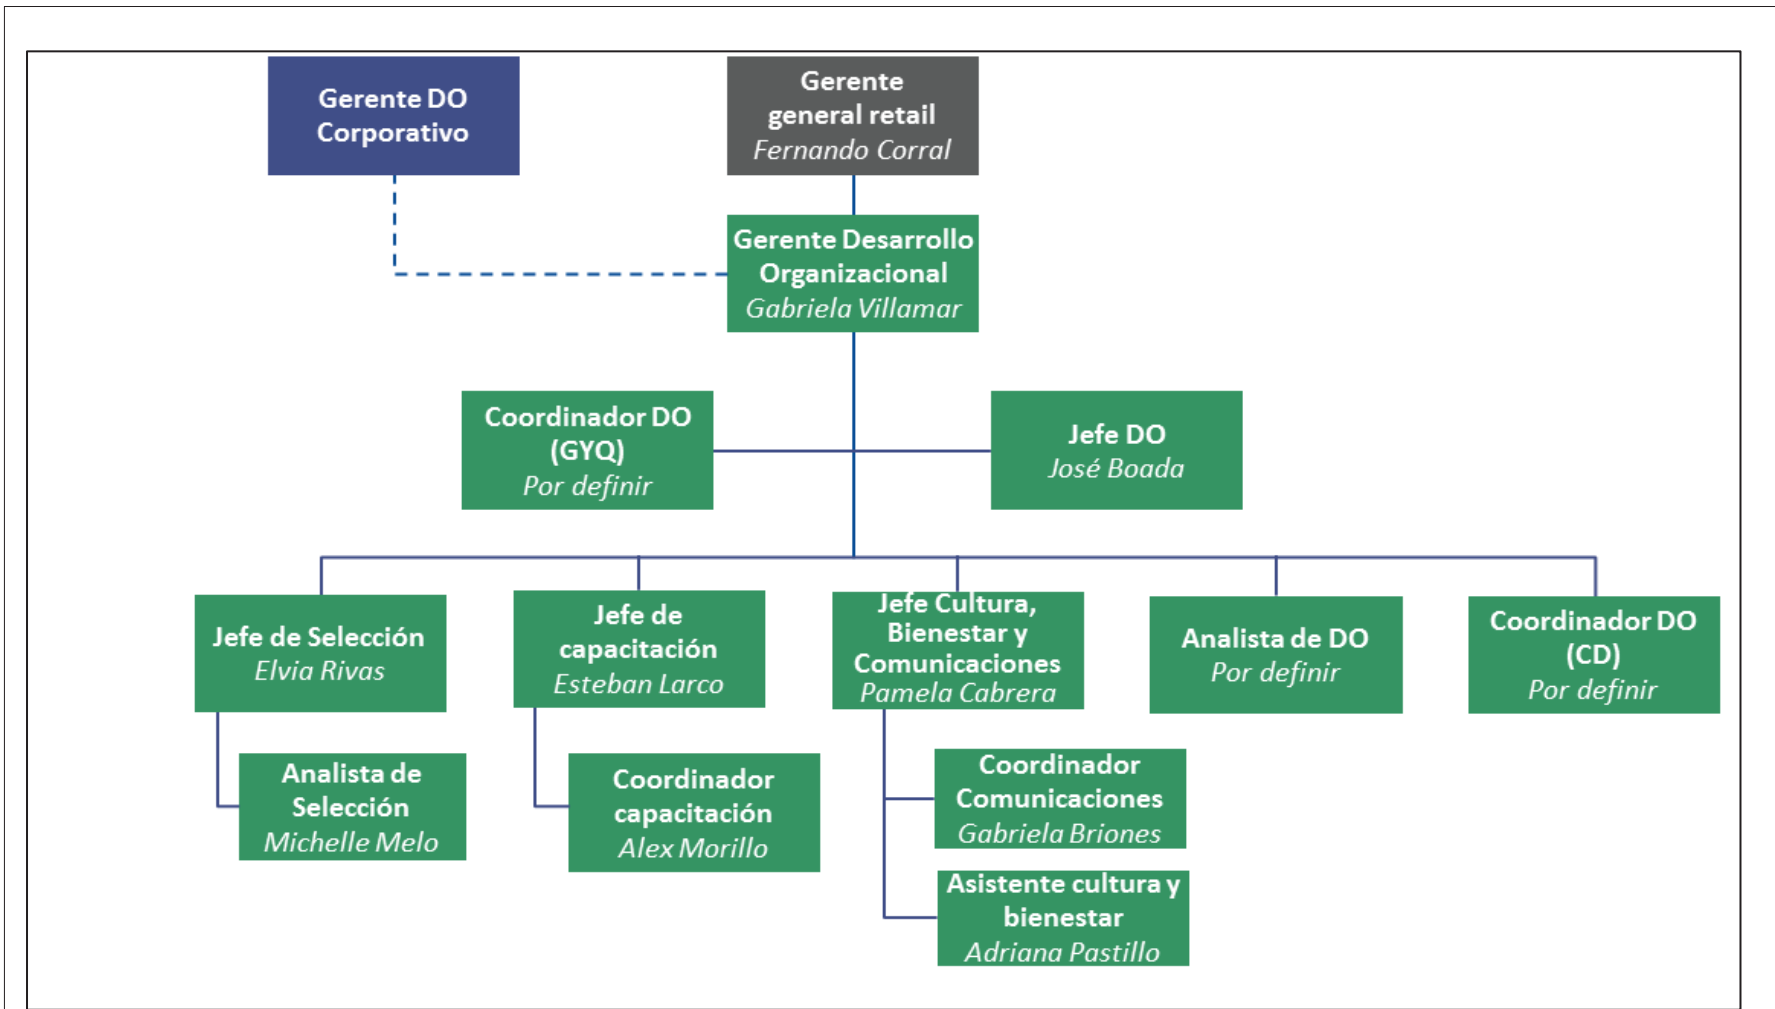 Gerente DO
Corporativo
Gerente
general retail
Fernando Corral
Gerente Desarrollo
Organizacional
Gabriela Villamar
Coordinador DO
(GYQ)
Por definir
Jefe DO
José Boada
Jefe de Selección
Elvia Rivas
Jefe de
capacitación
Esteban Larco
Jefe Cultura,
Bienestar y
Comunicaciones
Pamela Cabrera
Analista de DO
Por definir
Coordinador DO
(CD)
Por definir
Analista de
Selección
Michelle Melo
Coordinador
capacitación
Alex Morillo
Coordinador
Comunicaciones
Gabriela Briones
Asistente cultura y
bienestar
Adriana Pastillo